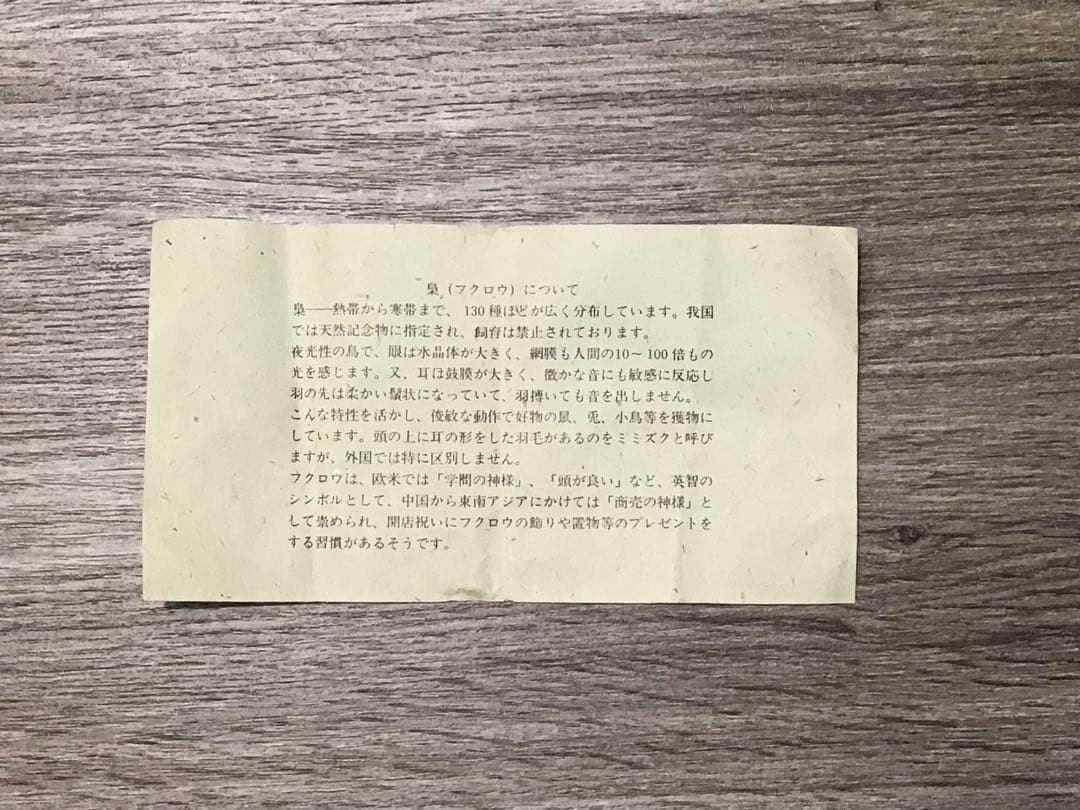 梟（フクロウ）について
梟――熱帯から寒帯まで、130種ほどが広く分布しています。我国
では天然記念物に指定され、飼育は禁止されております。
夜光性の鳥で、眼は水晶体が大きく、網膜も人間の10～100倍もの
光を感じます。又、耳は鼓膜が大きく、微かな音にも敏感に反応し
羽の先は柔かい鬚状になっていて、羽搏いても音を出しません。
こんな特性を活かし、俊敏な動作で好物の鼠、兎、小鳥等を獲物に
しています。頭の上に耳の形をした羽毛があるのをミミズクと呼び
ますが、外国では特に区別しません。
フクロウは、欧米では「学問の神様」、「頭が良い」など、英智の
シンボルとして、中国から東南アジアにかけては「商売の神様」と
して崇められ、開店祝いにフクロウの飾りや置物等のプレゼントを
する習慣があるそうです。